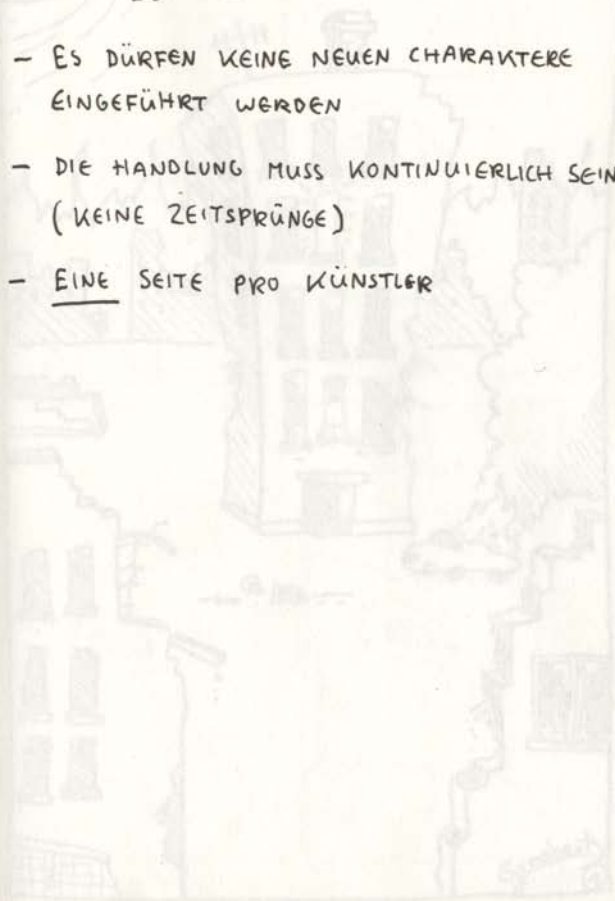 - ES DÜRFEN KEINE NEUEN CHARAKTERE
EINGEFÜHRT WERDEN
- DIE HANDLUNG MUSS KONTINUIERLICH SEIN
(KEINE ZEITSPRÜNGE)
- EINE SEITE PRO KÜNSTLER